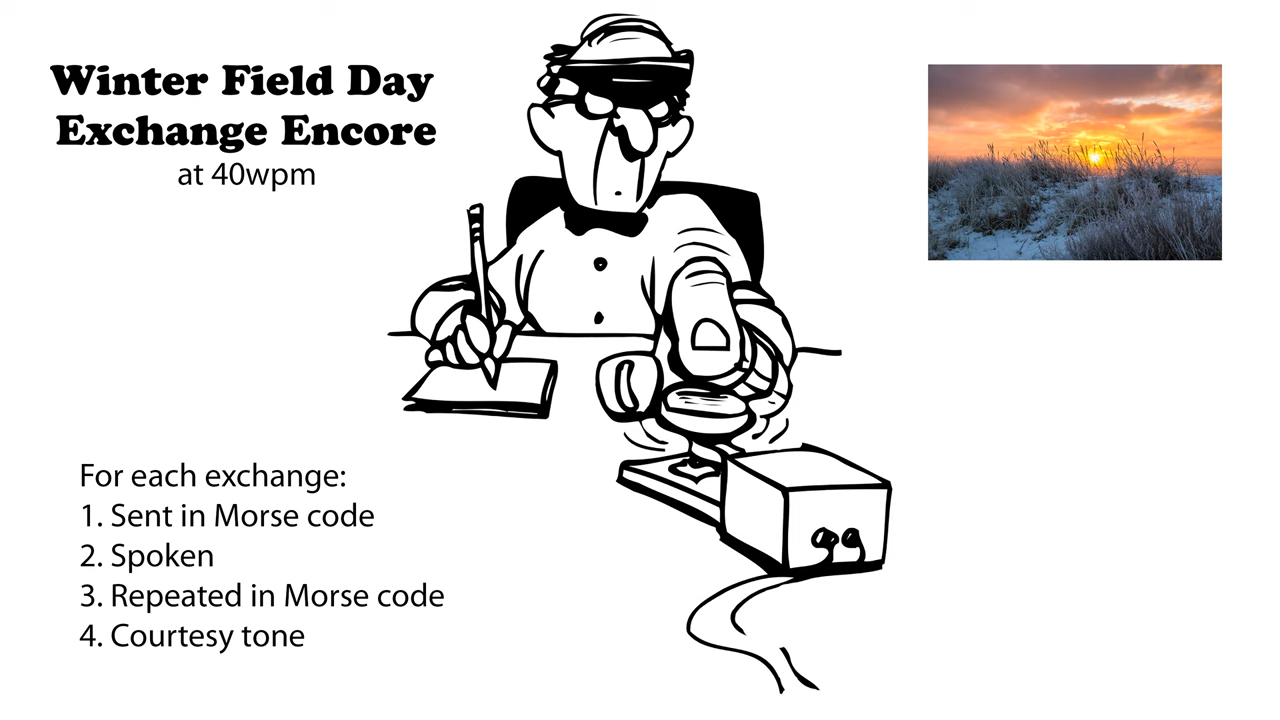 Winter Field Day
Exchange Encore
at 40wpm
For each exchange:
1. Sent in Morse code
2. Spoken
3. Repeated in Morse code
4. Courtesy tone